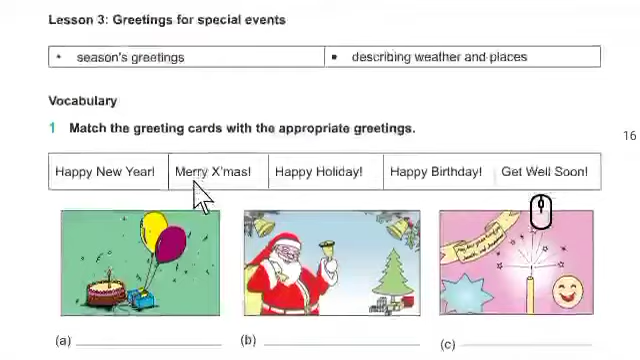 Lesson 3: Greetings for special events
• season's greetings
• describing weather and places
Vocabulary
1 Match the greeting cards with the appropriate greetings.
16
Happy New Year! Merry X'mas! Happy Holiday! Happy Birthday! Get Well Soon!
(a)
(b)
(c)